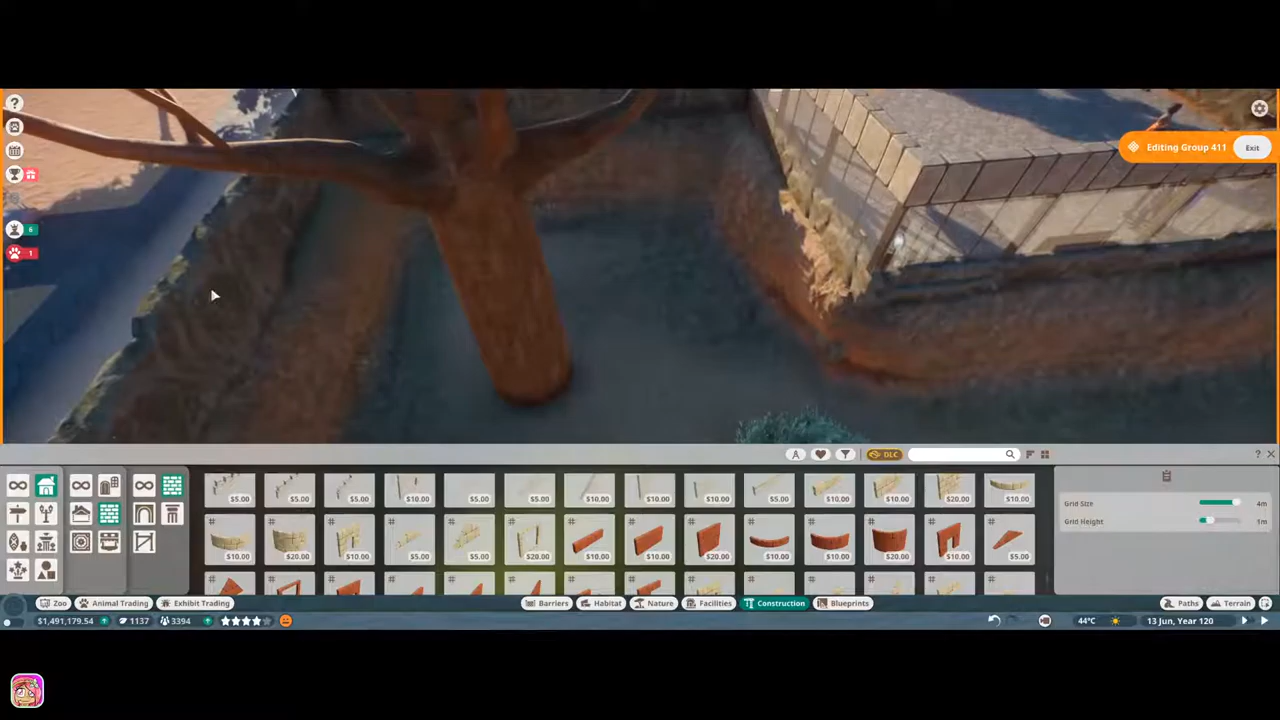 ?
Editing Group 411 Exit
6
1
A DLC ? ×
$5.00 $5.00 $5.00 $10.00 $5.00 $5.00 $10.00 $10.00 $10.00 $5.00 $10.00 $10.00 $20.00 $10.00
Grid Size 4m
Grid Height 1m
$10.00 $20.00 $10.00 $5.00 $5.00 $20.00 $10.00 $10.00 $20.00 $10.00 $10.00 $20.00 $10.00 $5.00
Zoo Animal Trading Exhibit Trading Barriers Habitat Nature Facilities Construction Blueprints Paths Terrain
$1,491,179.54 1137 3394 44°C 13 Jun, Year 120